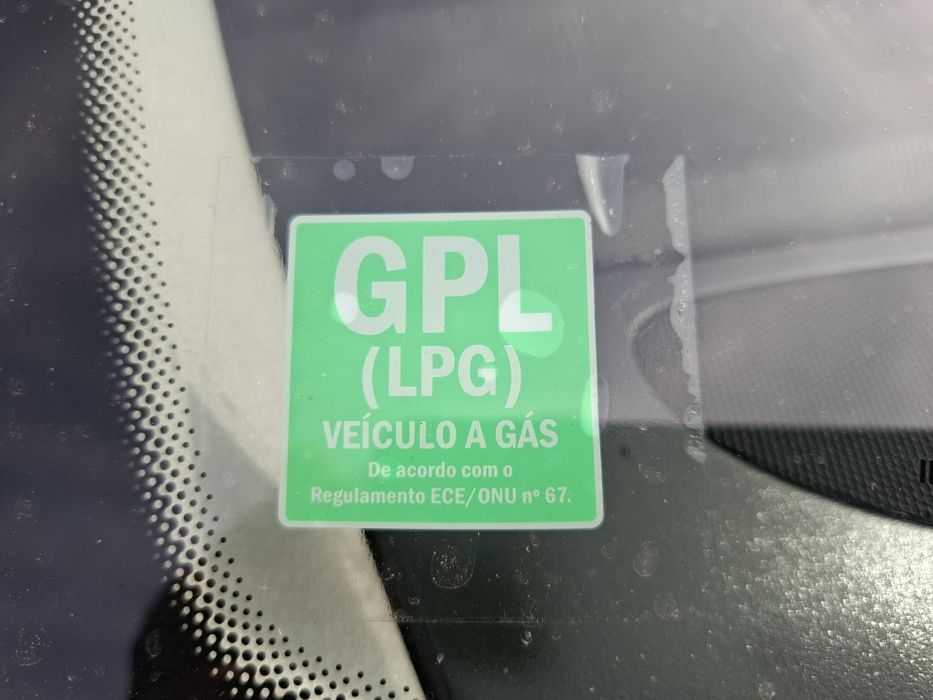 GPL
(LPG)
VEÍCULO A GÁS
De acordo com o
Regulamento ECE/ONU nº 67.